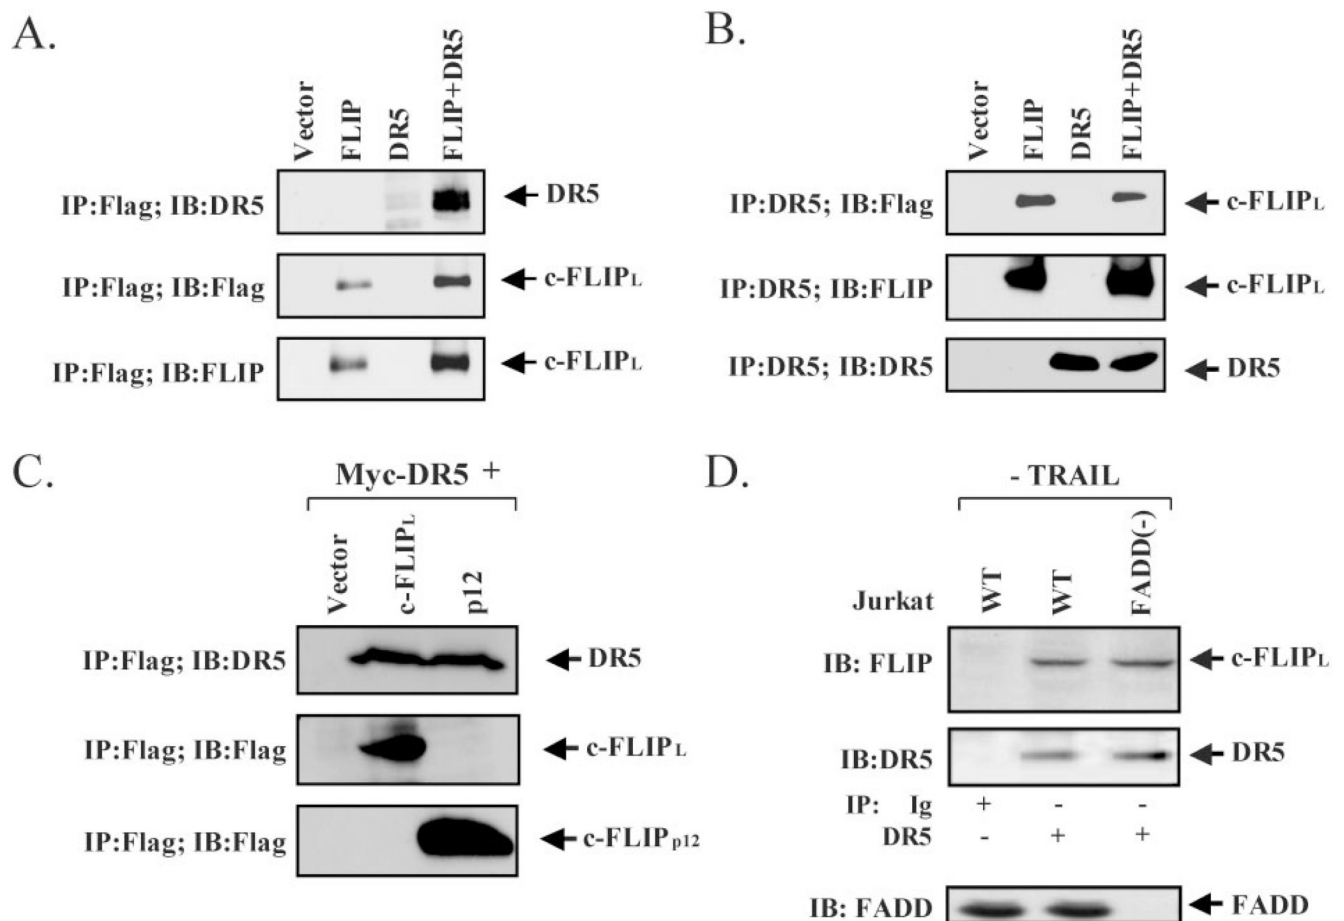 A.
Vector
FLIP
DR5
FLIP+DR5
IP:Flag; IB:DR5
DR5
IP:Flag; IB:Flag
c-FLIPL
IP:Flag; IB:FLIP
c-FLIPL
B.
Vector
FLIP
DR5
FLIP+DR5
IP:DR5; IB:Flag
c-FLIPL
IP:DR5; IB:FLIP
c-FLIPL
IP:DR5; IB:DR5
DR5
C.
Myc-DR5 +
Vector
c-FLIPL
p12
IP:Flag; IB:DR5
DR5
IP:Flag; IB:Flag
c-FLIPL
IP:Flag; IB:Flag
c-FLIPp12
D.
- TRAIL
Jurkat
WT
WT
FADD(-)
IB: FLIP
c-FLIPL
IB:DR5
DR5
IP: Ig + - -
DR5 - + +
IB: FADD
FADD